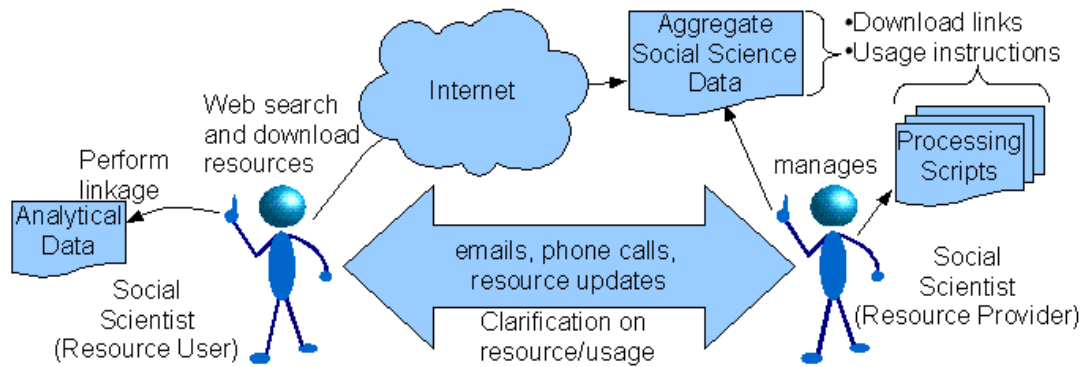 Aggregate
Social Science
Data
•Download links
•Usage instructions
Internet
Web search
and download
resources
Processing
Scripts
manages
Perform
linkage
Analytical
Data
emails, phone calls,
resource updates
Clarification on
resource/usage
Social
Scientist
(Resource User)
Social
Scientist
(Resource Provider)